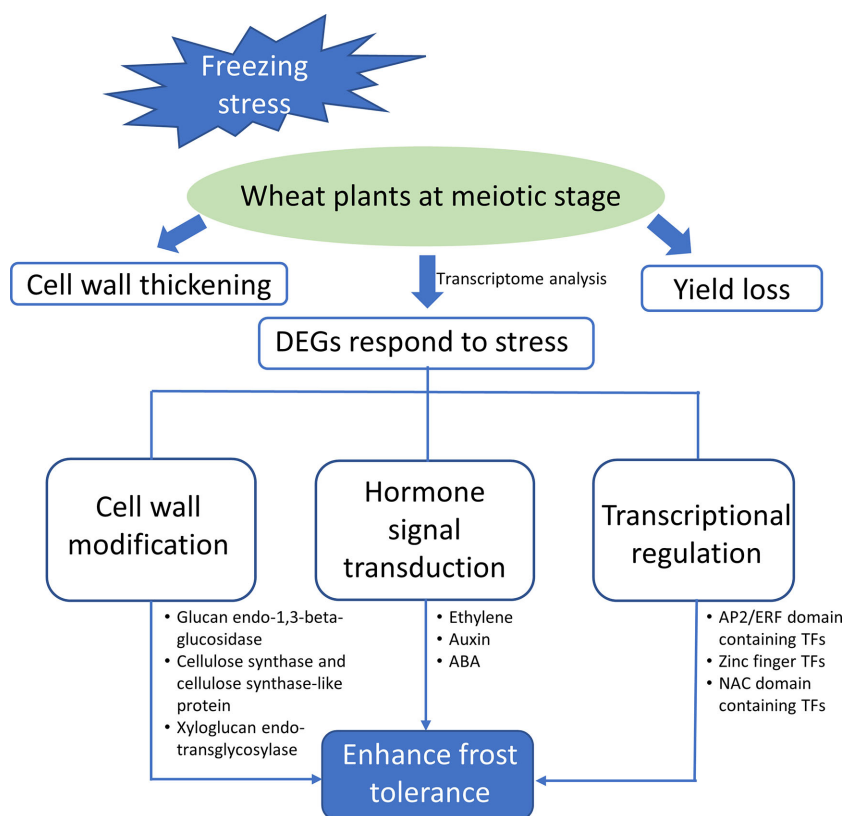 Freezing
stress
Wheat plants at meiotic stage
Cell wall thickening
Transcriptome analysis
Yield loss
DEGs respond to stress
Cell wall
modification
Hormone
signal
transduction
Transcriptional
regulation
• Glucan endo-1,3-beta-
glucosidase
• Cellulose synthase and
cellulose synthase-like
protein
• Xyloglucan endo-
transglycosylase
• Ethylene
• Auxin
• ABA
• AP2/ERF domain
containing TFs
• Zinc finger TFs
• NAC domain
containing TFs
Enhance frost
tolerance